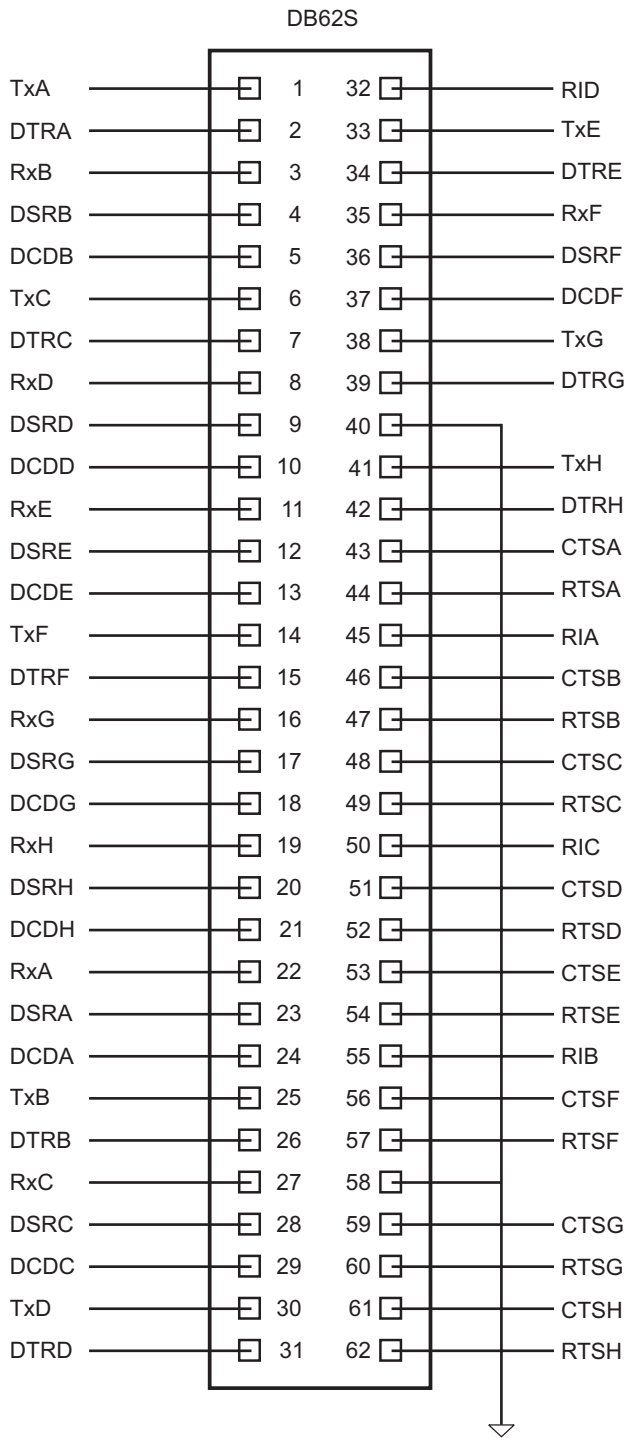 DB62S
TxA 1 32 RID
DTRA 2 33 TxE
RxB 3 34 DTRE
DSRB 4 35 RxF
DCDB 5 36 DSRF
TxC 6 37 DCDF
DTRC 7 38 TxG
RxD 8 39 DTRG
DSRD 9 40
DCDD 10 41 TxH
RxE 11 42 DTRH
DSRE 12 43 CTSA
DCDE 13 44 RTSA
TxF 14 45 RIA
DTRF 15 46 CTSB
RxG 16 47 RTSB
DSRG 17 48 CTSC
DCDG 18 49 RTSC
RxH 19 50 RIC
DSRH 20 51 CTSD
DCDH 21 52 RTSD
RxA 22 53 CTSE
DSRA 23 54 RTSE
DCDA 24 55 RIB
TxB 25 56 CTSF
DTRB 26 57 RTSF
RxC 27 58
DSRC 28 59 CTSG
DCDC 29 60 RTSG
TxD 30 61 CTSH
DTRD 31 62 RTSH